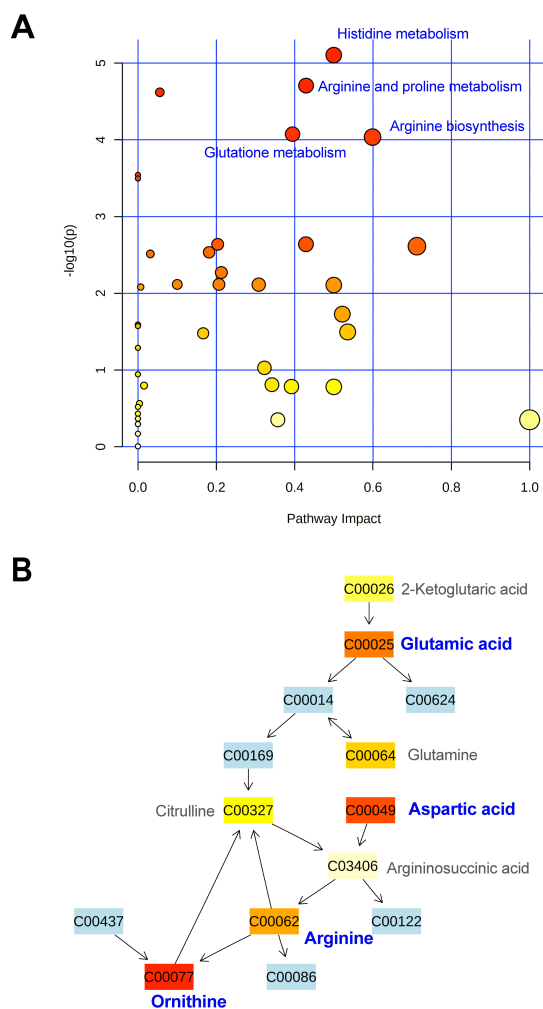 A
Histidine metabolism
Arginine and proline metabolism
Arginine biosynthesis
Glutatione metabolism
-log10(p)
5
4
3
2
1
0
0.0 0.2 0.4 0.6 0.8 1.0
Pathway Impact
B
C00026 2-Ketoglutaric acid
C00025 Glutamic acid
C00014 C00624
C00169 C00064 Glutamine
Citrulline C00327 C00049 Aspartic acid
C03406 Argininosuccinic acid
C00437 C00062 C00122
Arginine
C00077 C00086
Ornithine